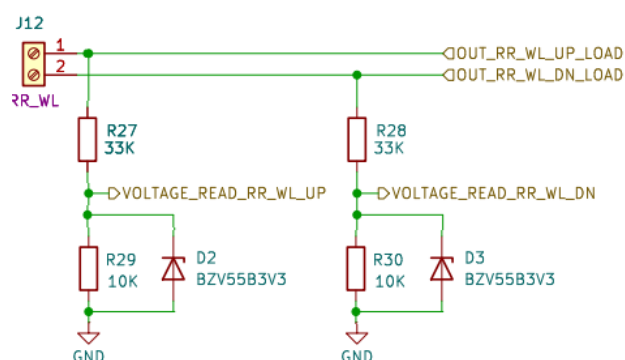 J12
1
OUT_RR_WL_UP_LOAD
2
OUT_RR_WL_DN_LOAD
RR_WL
R27
33K
R28
33K
VOLTAGE_READ_RR_WL_UP
VOLTAGE_READ_RR_WL_DN
R29
10K
D2
BZV55B3V3
R30
10K
D3
BZV55B3V3
GND
GND